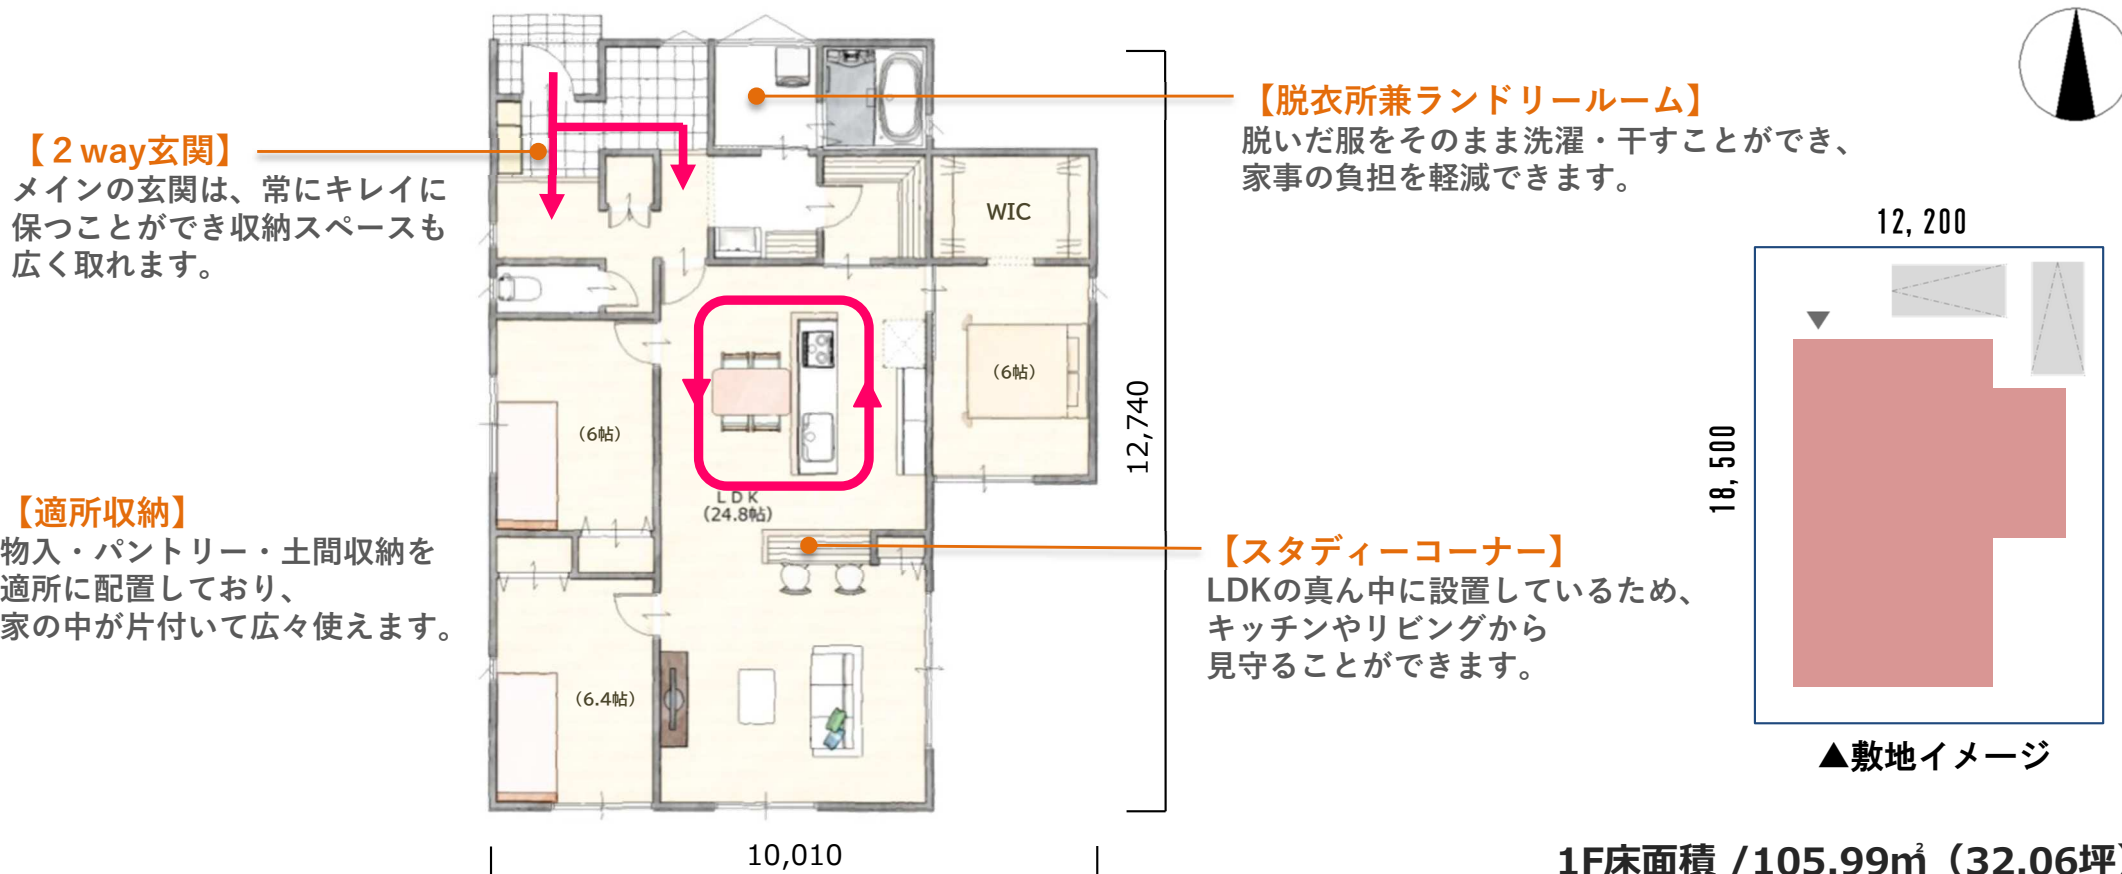 【２way玄関】
メインの玄関は、常にキレイに
保つことができ収納スペースも
広く取れます。
【適所収納】
物入・パントリー・土間収納を
適所に配置しており、
家の中が片付いて広々使えます。
WIC
(6帖)
(6帖)
ＬＤＫ
(24.8帖)
(6.4帖)
12,740
10,010
【脱衣所兼ランドリールーム】
脱いだ服をそのまま洗濯・干すことができ、
家事の負担を軽減できます。
【スタディーコーナー】
LDKの真ん中に設置しているため、
キッチンやリビングから
見守ることができます。
12,200
18,500
▲敷地イメージ
1F床面積 /105.99㎡（32.06坪）